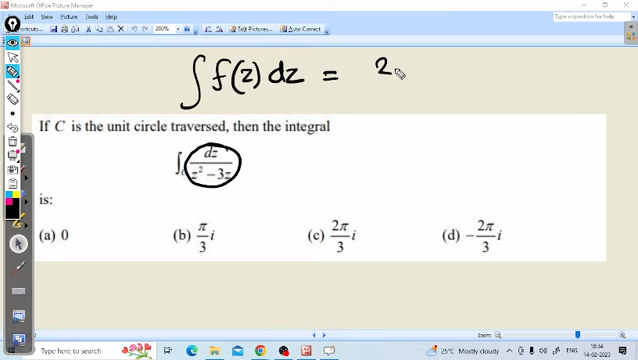 Microsoft Office Picture Manager
File Edit View Picture Tools Help
Type a question for help
Shortcuts... 200% Edit Pictures... Auto Correct
∫ f(z) dz = 2
If C is the unit circle traversed, then the integral
∫ dz / z² − 3z
is:
(a) 0 (b) π/3 i (c) 2π/3 i (d) −2π/3 i
Zoom:
Type here to search 25°C Mostly cloudy ENG 18:34
14-02-2023